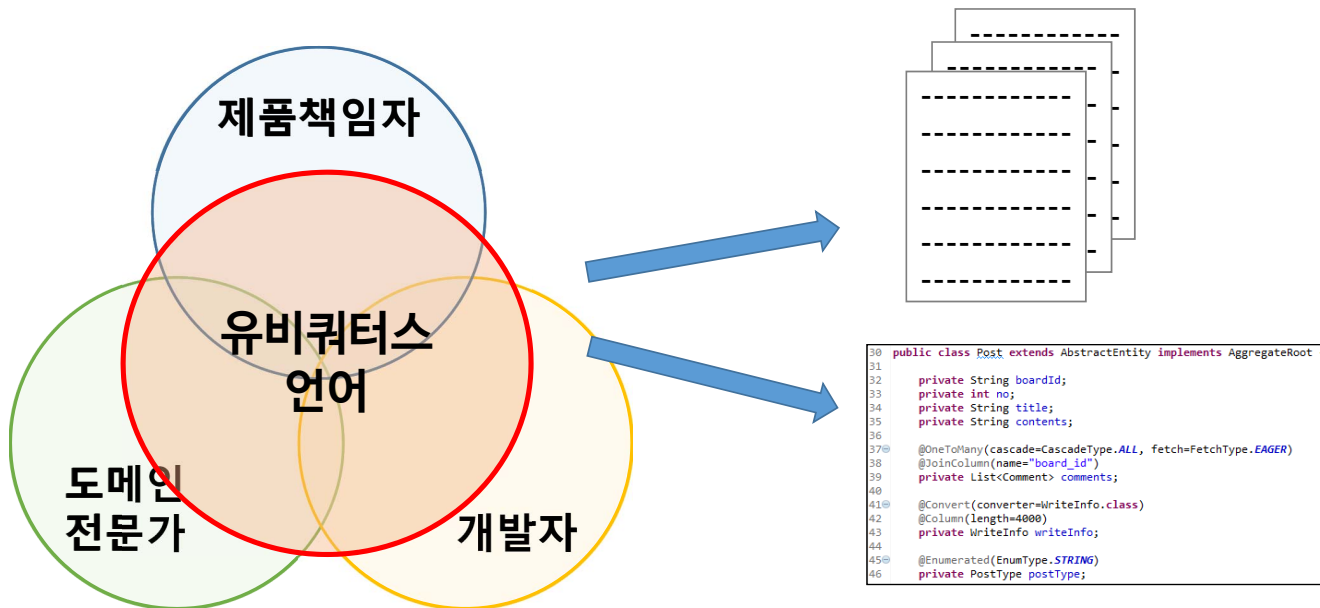 제품책임자
유비쿼터스
언어
도메인
전문가
개발자
30 public class Post extends AbstractEntity implements AggregateRoot
31
32 private String boardId;
33 private int no;
34 private String title;
35 private String contents;
36
37 @OneToMany(cascade=CascadeType.ALL, fetch=FetchType.EAGER)
38 @JoinColumn(name="board_id")
39 private List<Comment> comments;
40
41 @Convert(converter=WriteInfo.class)
42 @Column(length=4000)
43 private WriteInfo writeInfo;
44
45 @Enumerated(EnumType.STRING)
46 private PostType postType;